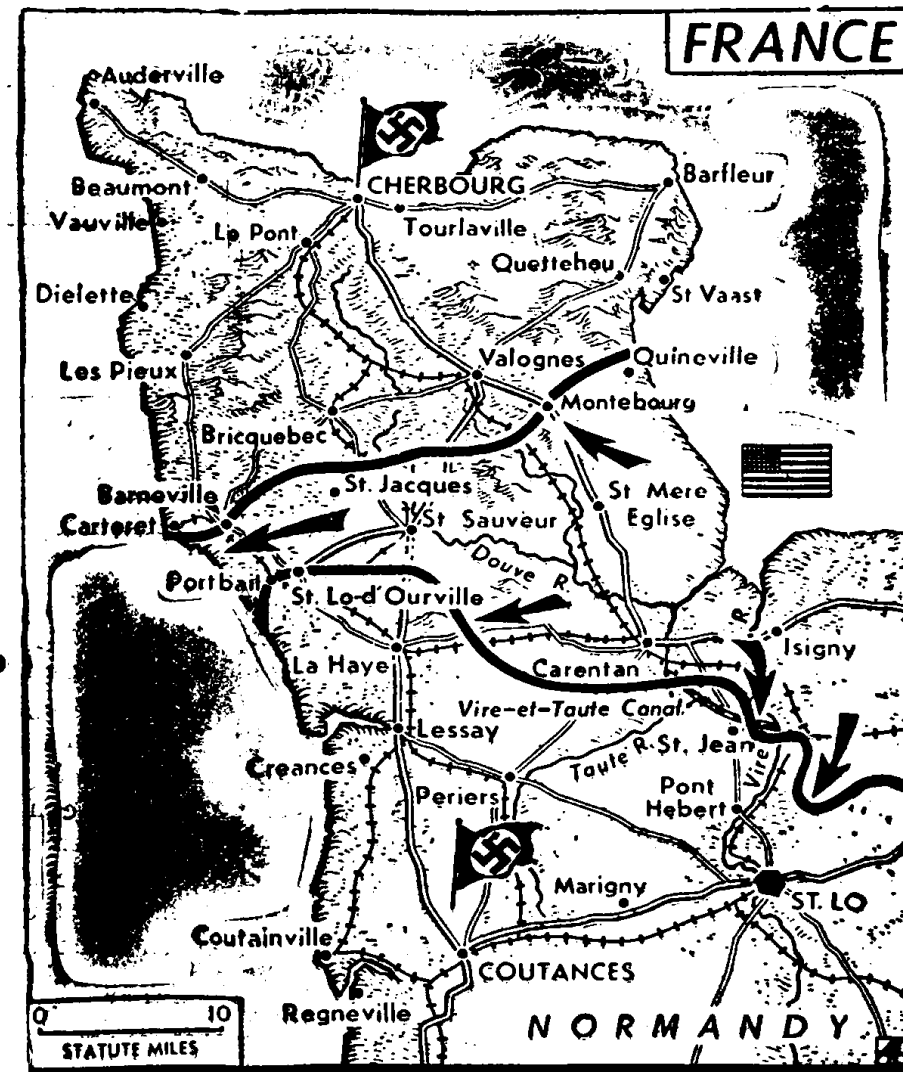 FRANCE
Auderville
Beaumont
CHERBOURG
Barfleur
Vauville
Le Pont
Tourlaville
Quettehou
Dielette
St Vaast
Les Pieux
Valognes
Quineville
Montebourg
Bricquebec
Barneville
St. Jacques
St Mere
Eglise
Carteret
St Sauveur
Douve R.
Portbail
St. Lo-d'Ourville
R.
Isigny
La Haye
Carentan
Vire-et-Taute Canal
Lessay
Taute R.
St. Jean
Vire
Creances
Periers
Pont
Hebert
Marigny
ST. LO
Coutainville
COUTANCES
Regneville
0 10
STATUTE MILES
NORMANDY